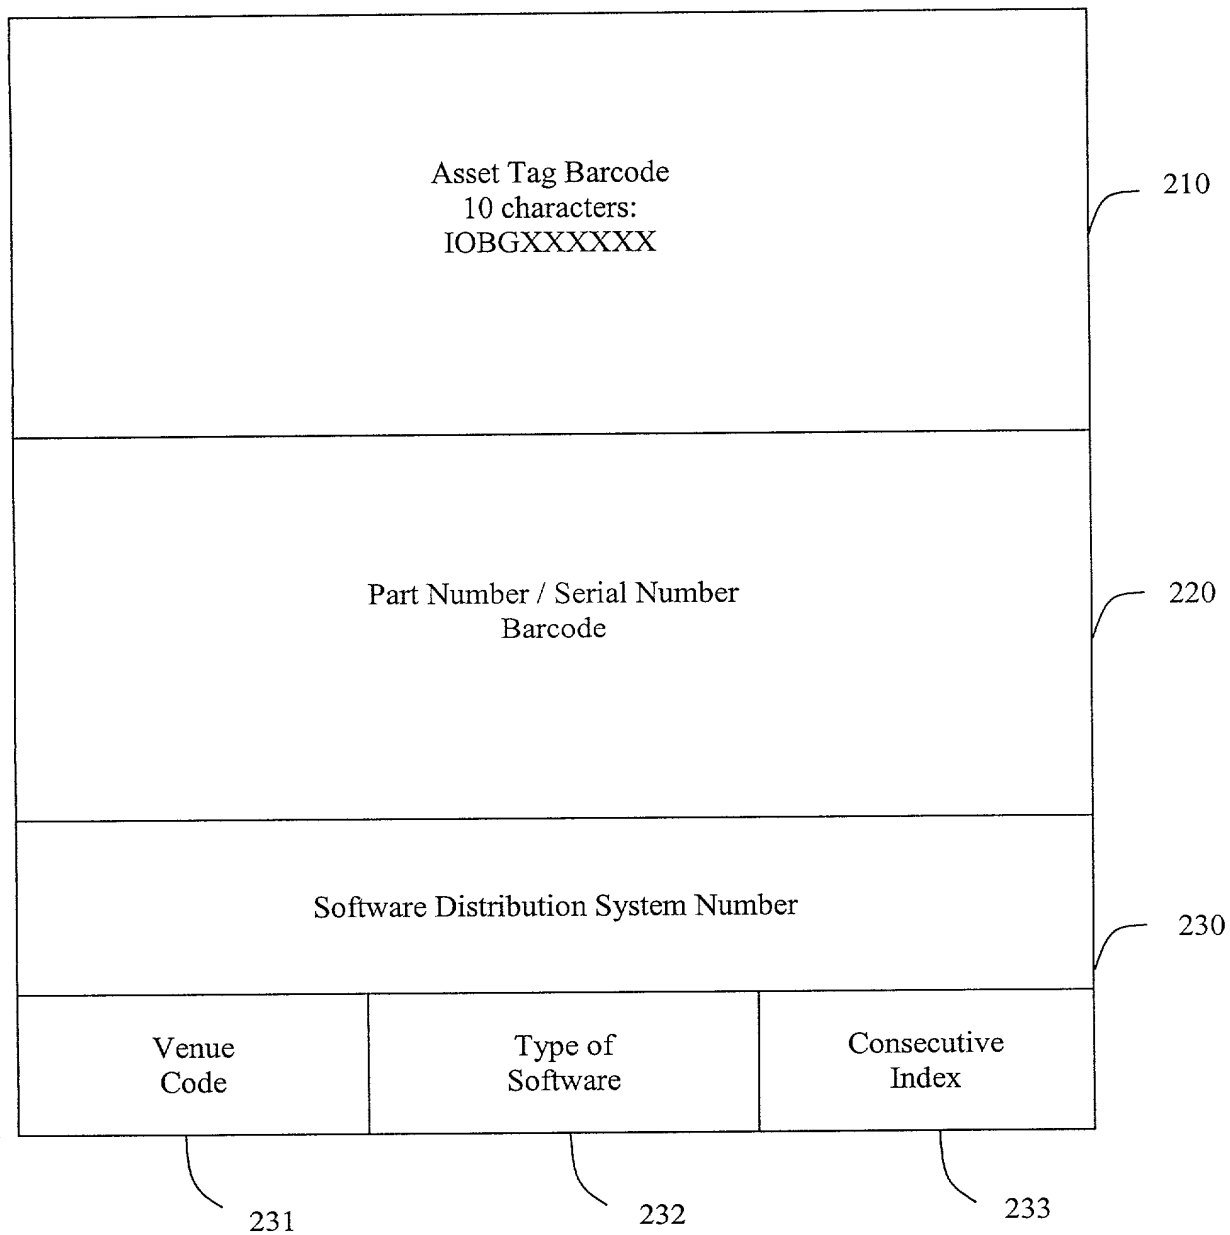 Asset Tag Barcode
10 characters:
IOBGXXXXXX
210
Part Number / Serial Number
Barcode
220
Software Distribution System Number
230
Venue
Code
Type of
Software
Consecutive
Index
231
232
233